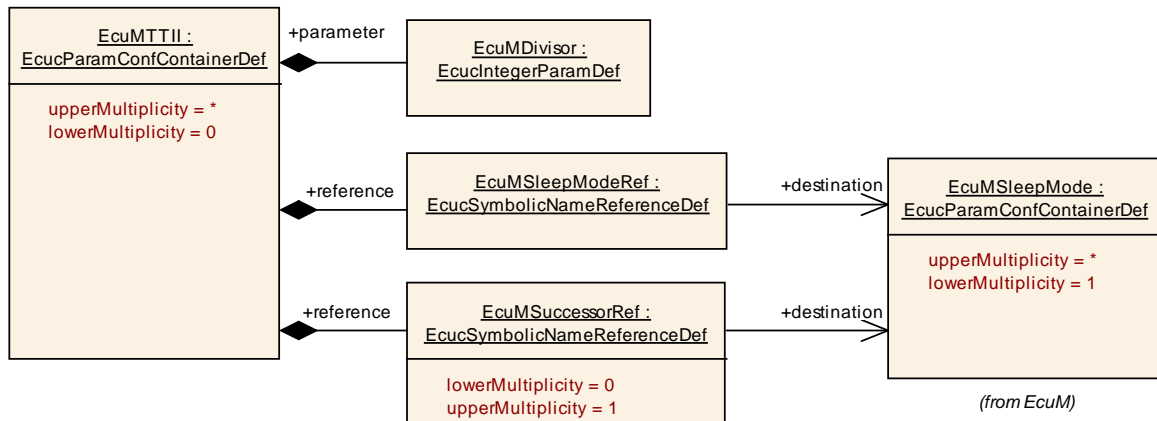 EcuMTTII :
EcucParamConfContainerDef
upperMultiplicity = *
lowerMultiplicity = 0
+parameter
EcuMDivisor :
EcucIntegerParamDef
+reference
EcuMSleepModeRef :
EcucSymbolicNameReferenceDef
+destination
EcuMSleepMode :
EcucParamConfContainerDef
upperMultiplicity = *
lowerMultiplicity = 1
+reference
EcuMSuccessorRef :
EcucSymbolicNameReferenceDef
+destination
lowerMultiplicity = 0
upperMultiplicity = 1
(from EcuM)